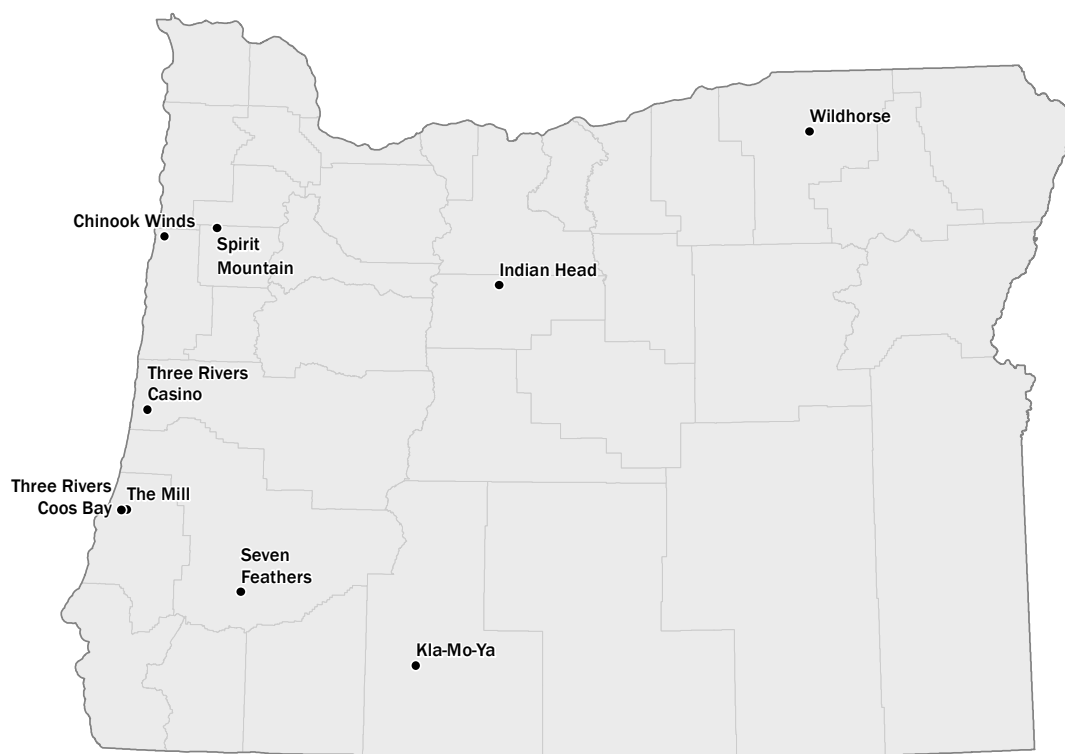 Wildhorse
Chinook Winds
Spirit
Mountain
Indian Head
Three Rivers
Casino
Three Rivers
Coos Bay
The Mill
Seven
Feathers
Kla-Mo-Ya